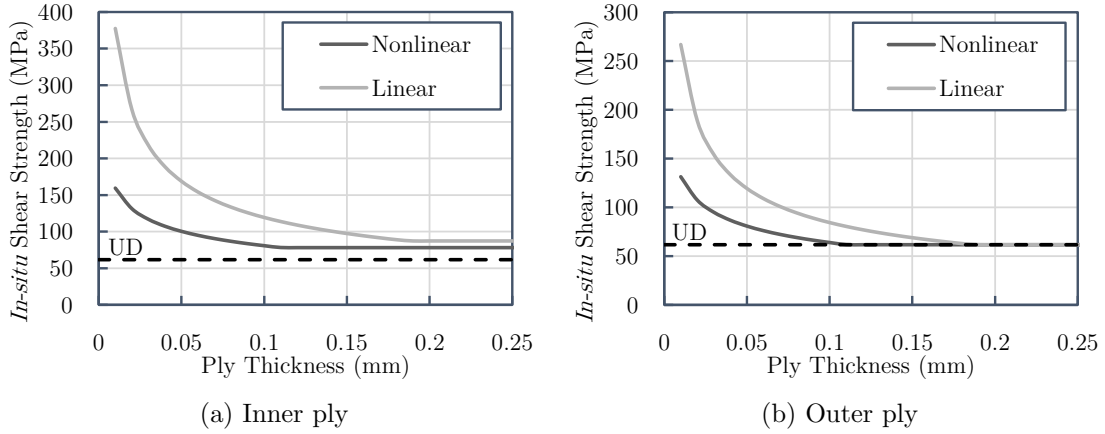 400
350
300
250
200
150
100
50
0
In-situ Shear Strength (MPa)
Nonlinear
Linear
UD
0 0.05 0.1 0.15 0.2 0.25
Ply Thickness (mm)
(a) Inner ply
300
250
200
150
100
50
0
In-situ Shear Strength (MPa)
Nonlinear
Linear
UD
0 0.05 0.1 0.15 0.2 0.25
Ply Thickness (mm)
(b) Outer ply